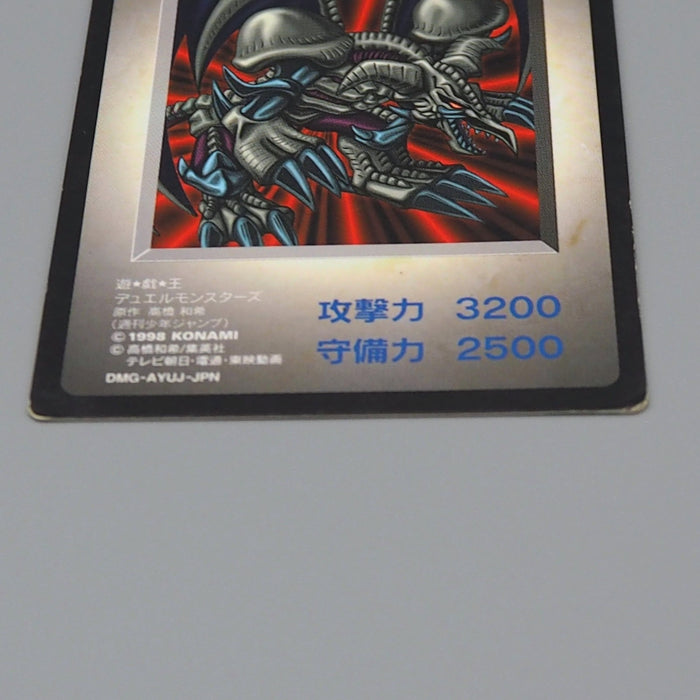 遊★戯★王
デュエルモンスターズ
原作 高橋 和希
(週刊少年ジャンプ)
© 1998 KONAMI
© 高橋和希/集英社
テレビ朝日・電通・東映動画
DMG-AYUJ-JPN
攻撃力 3200
守備力 2500